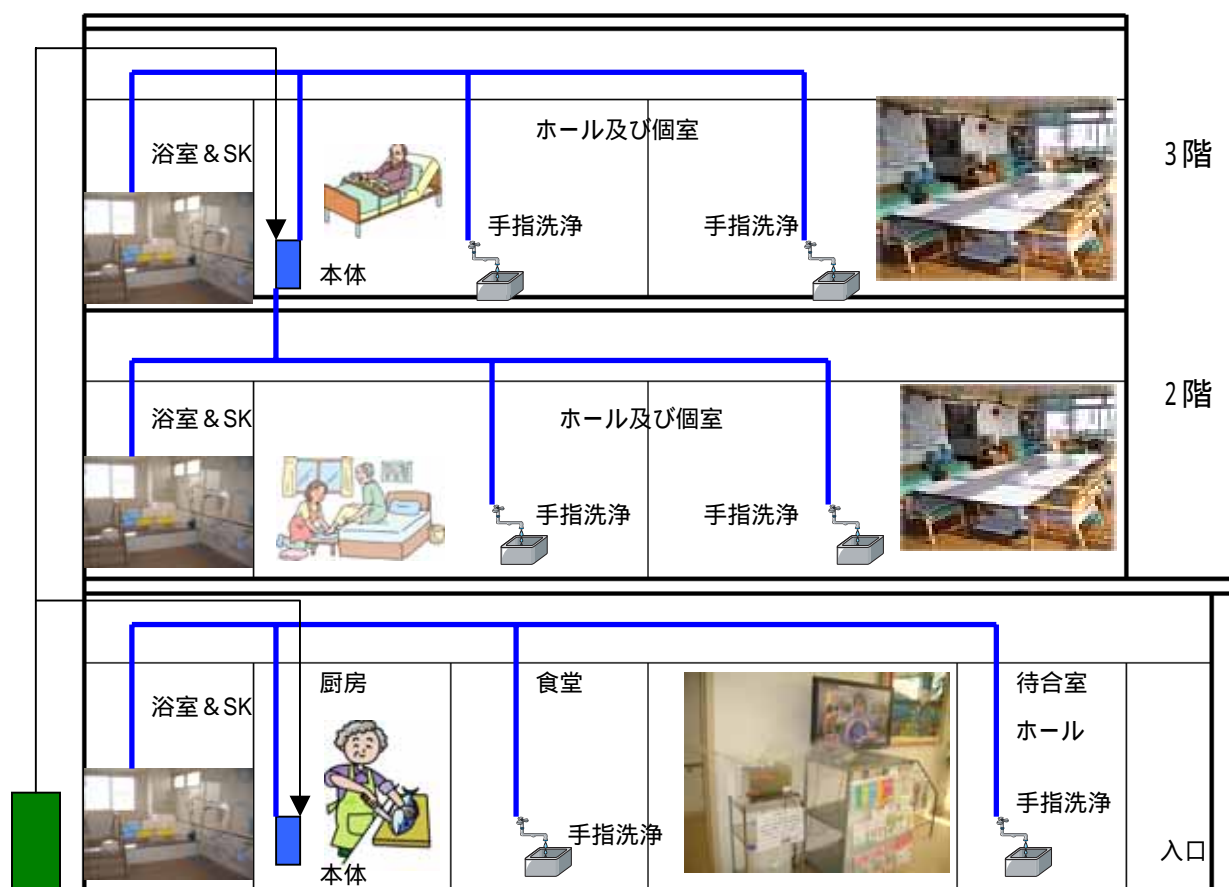 ホール及び個室
3階
浴室＆SK
手指洗浄
手指洗浄
本体
2階
浴室＆SK
ホール及び個室
手指洗浄
手指洗浄
厨房
食堂
待合室
浴室＆SK
ホール
手指洗浄
手指洗浄
入口
本体